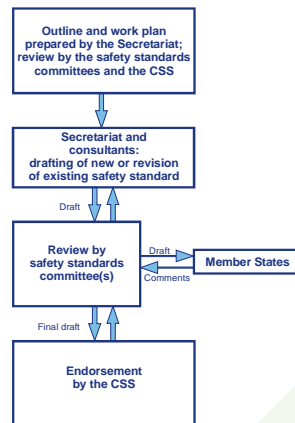 Outline and work plan
prepared by the Secretariat;
review by the safety standards
committees and the CSS
Secretariat and
consultants:
drafting of new or revision
of existing safety standard
Draft
Review by
safety standards
committee(s)
Draft
Member States
Comments
Final draft
Endorsement
by the CSS